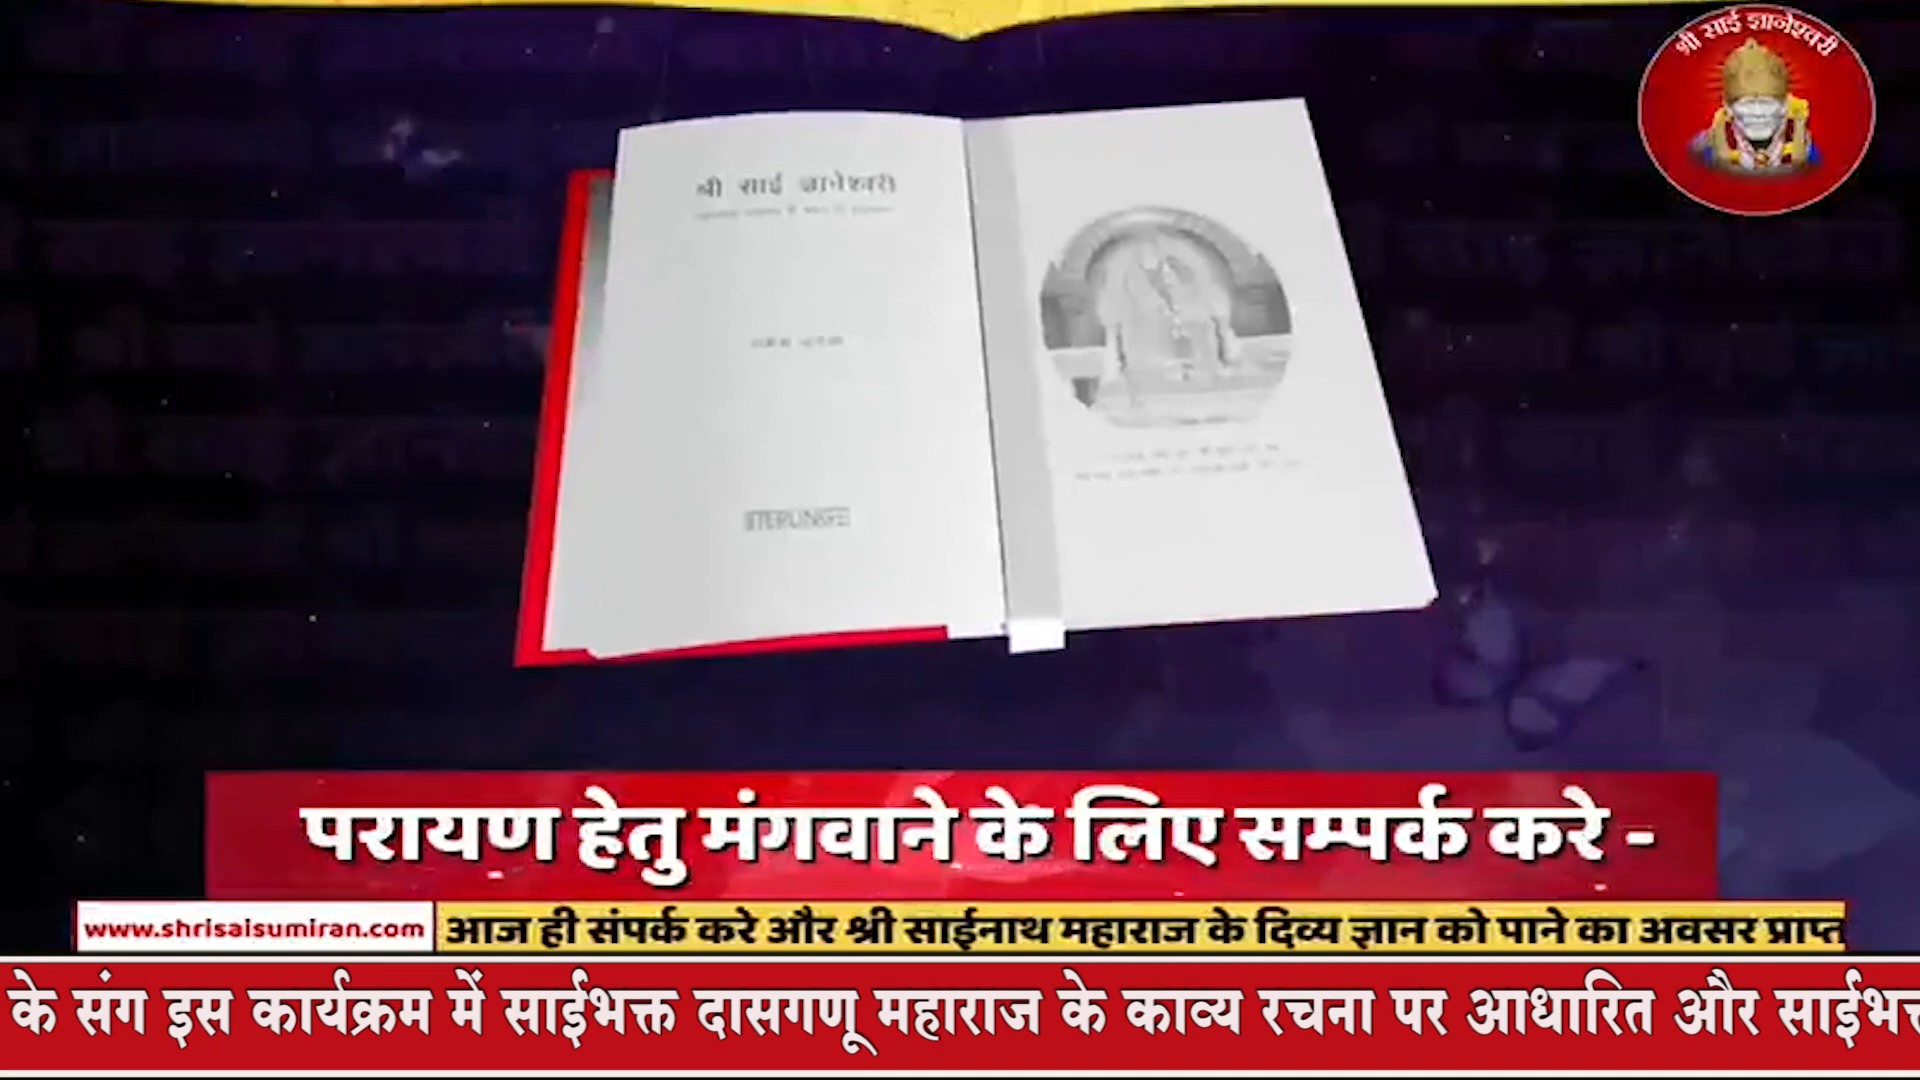 श्री साई ज्ञानेश्वरी
श्री साई ज्ञानेश्वरी
STERLING
परायण हेतु मंगवाने के लिए सम्पर्क करे -
www.shrisaisumiran.com
आज ही संपर्क करे और श्री साईनाथ महाराज के दिव्य ज्ञान को पाने का अवसर प्राप्त
के संग इस कार्यक्रम में साईभक्त दासगणू महाराज के काव्य रचना पर आधारित और साईभक्त